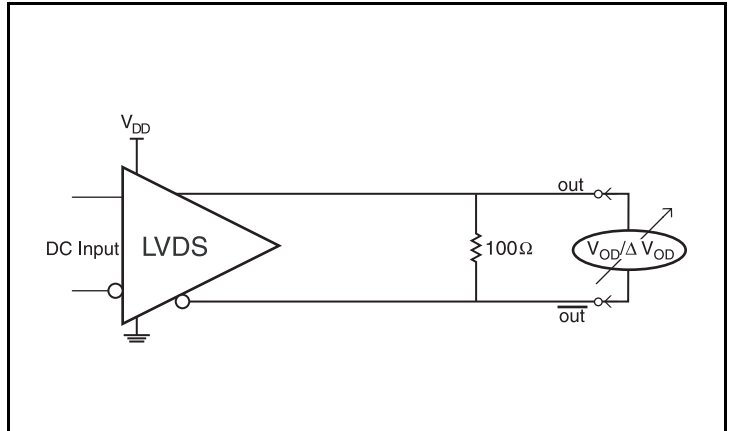 V_DD
out
DC Input
LVDS
100Ω
V_OD/Δ V_OD
out